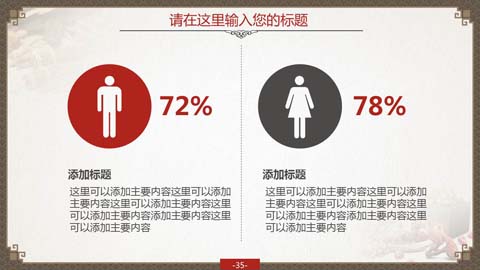 请在这里输入您的标题
72%
78%
添加标题
这里可以添加主要内容这里可以添加
主要内容这里可以添加主要内容这里
可以添加主要内容添加主要内容这里
可以添加主要内容
添加标题
这里可以添加主要内容这里可以添加
主要内容这里可以添加主要内容这里
可以添加主要内容添加主要内容这里
可以添加主要内容
-35-